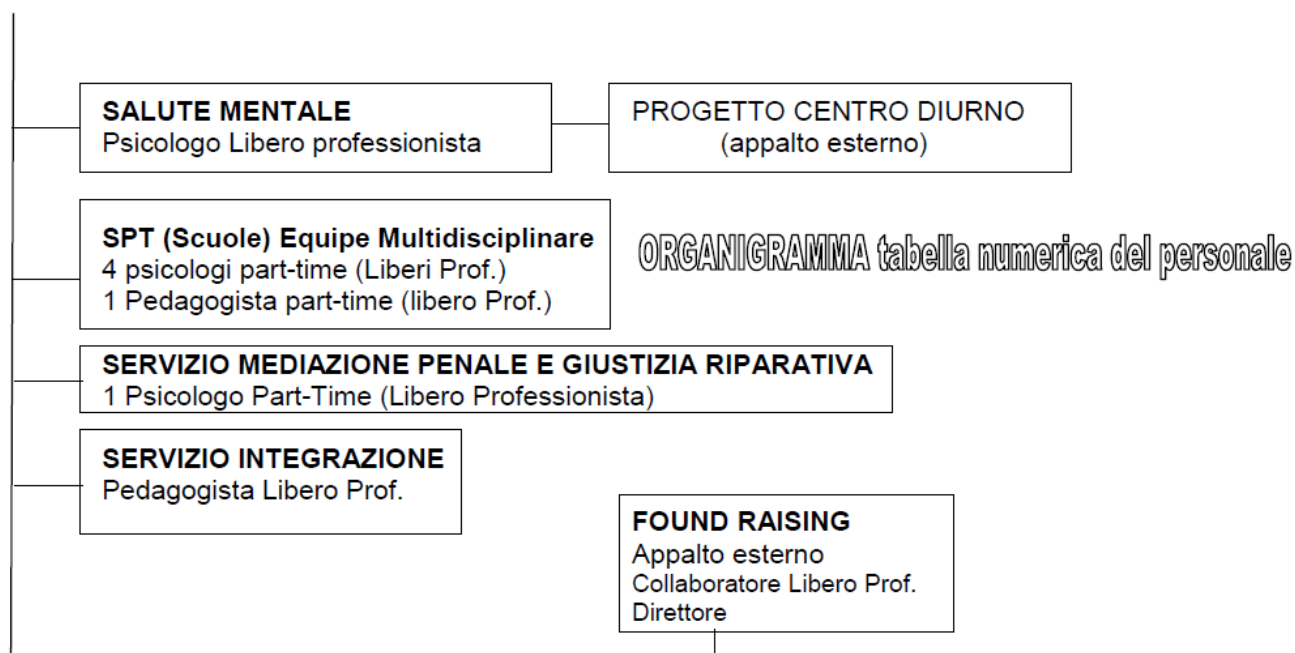 SALUTE MENTALE
Psicologo Libero professionista
PROGETTO CENTRO DIURNO
(appalto esterno)
SPT (Scuole) Equipe Multidisciplinare
4 psicologi part-time (Liberi Prof.)
1 Pedagogista part-time (libero Prof.)
ORGANIGRAMMA tabella numerica del personale
SERVIZIO MEDIAZIONE PENALE E GIUSTIZIA RIPARATIVA
1 Psicologo Part-Time (Libero Professionista)
SERVIZIO INTEGRAZIONE
Pedagogista Libero Prof.
FOUND RAISING
Appalto esterno
Collaboratore Libero Prof.
Direttore